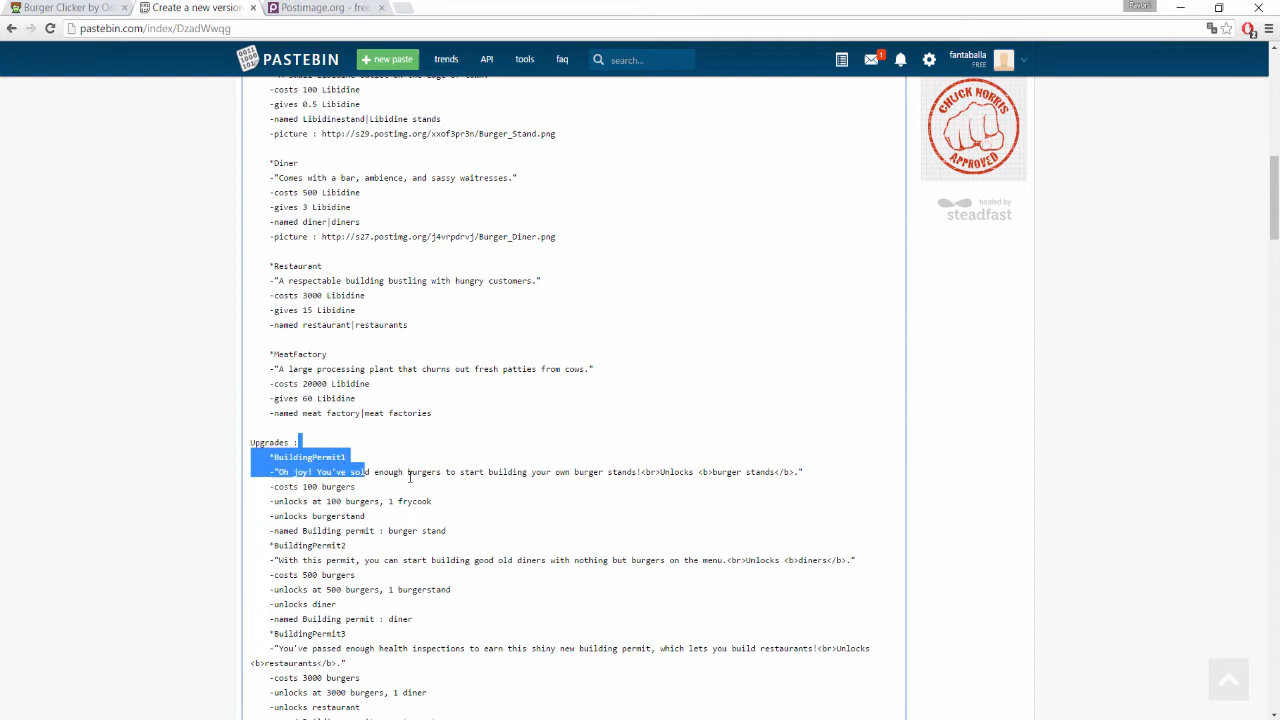 Burger Clicker by Or
Create a new version
Postimage.org - free
Pavorit
pastebin.com/index/DzadWwqg
PASTEBIN
+ new paste
trends
API
tools
faq
search...
1
fantaballa
FREE
-costs 100 Libidine
-gives 0.5 Libidine
-named Libidinestand|Libidine stands
-picture : http://s29.postimg.org/xxof3pr3n/Burger_Stand.png
*Diner
-"Comes with a bar, ambience, and sassy waitresses."
-costs 500 Libidine
-gives 3 Libidine
-named diner|diners
-picture : http://s27.postimg.org/j4vrpdrvj/Burger_Diner.png
*Restaurant
-"A respectable building bustling with hungry customers."
-costs 3000 Libidine
-gives 15 Libidine
-named restaurant|restaurants
*MeatFactory
-"A large processing plant that churns out fresh patties from cows."
-costs 20000 Libidine
-gives 60 Libidine
-named meat factory|meat factories
Upgrades :
*BuildingPermit1
-"Oh joy! You've sold enough burgers to start building your own burger stands!<br>Unlocks <b>burger stands</b>."
-costs 100 burgers
-unlocks at 100 burgers, 1 frycook
-unlocks burgerstand
-named Building permit : burger stand
*BuildingPermit2
-"With this permit, you can start building good old diners with nothing but burgers on the menu.<br>Unlocks <b>diners</b>."
-costs 500 burgers
-unlocks at 500 burgers, 1 burgerstand
-unlocks diner
-named Building permit : diner
*BuildingPermit3
-"You've passed enough health inspections to earn this shiny new building permit, which lets you build restaurants!<br>Unlocks
<b>restaurants</b>."
-costs 3000 burgers
-unlocks at 3000 burgers, 1 diner
-unlocks restaurant
CHUCK NORRIS
APPROVED
hosted by
steadfast